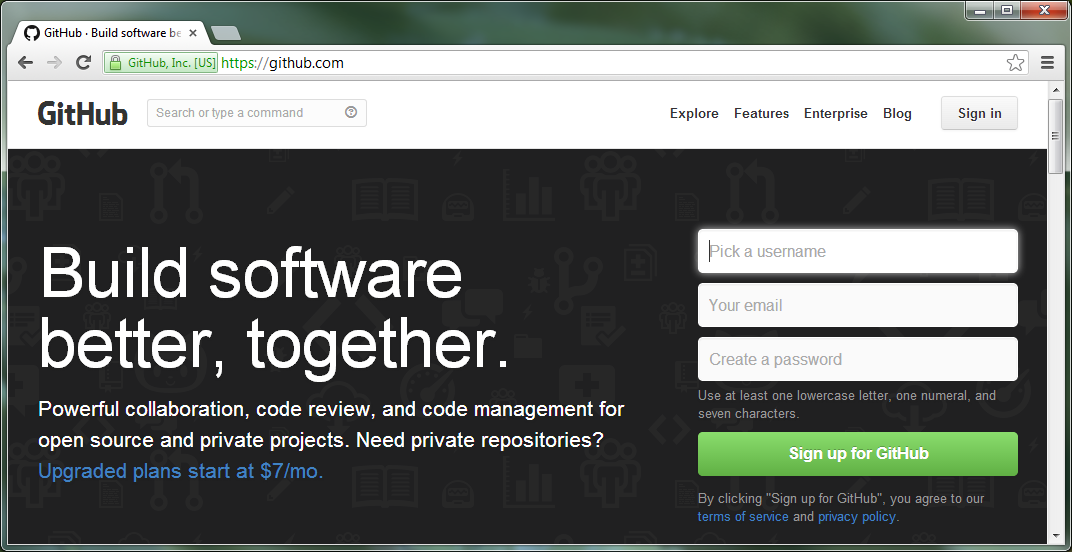 GitHub · Build software be
GitHub, Inc. [US] https://github.com
GitHub
Search or type a command
Explore Features Enterprise Blog Sign in
Build software
better, together.
Powerful collaboration, code review, and code management for
open source and private projects. Need private repositories?
Upgraded plans start at $7/mo.
Pick a username
Your email
Create a password
Use at least one lowercase letter, one numeral, and
seven characters.
Sign up for GitHub
By clicking "Sign up for GitHub", you agree to our
terms of service and privacy policy.